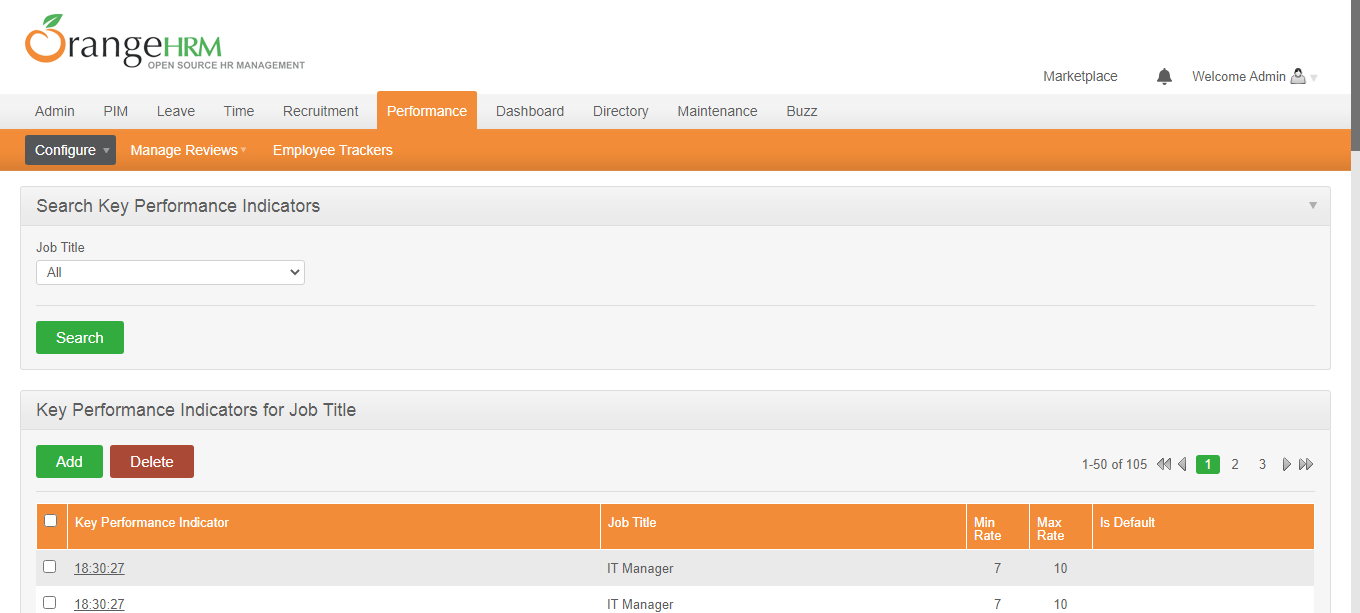 OrangeHRM
OPEN SOURCE HR MANAGEMENT
Marketplace Welcome Admin
Admin PIM Leave Time Recruitment Performance Dashboard Directory Maintenance Buzz
Configure Manage Reviews Employee Trackers
Search Key Performance Indicators
Job Title
All
Search
Key Performance Indicators for Job Title
Add Delete 1-50 of 105 1 2 3
Key Performance Indicator Job Title Min Rate Max Rate Is Default
18:30:27 IT Manager 7 10
18:30:27 IT Manager 7 10